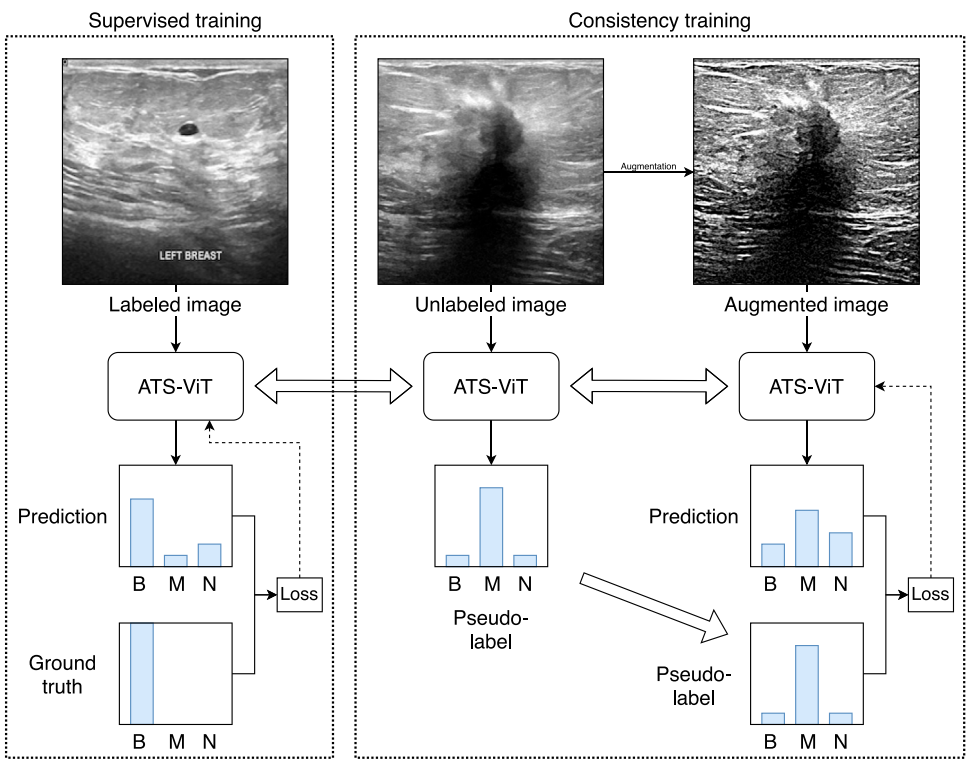 Supervised training
Consistency training
LEFT BREAST
Augmentation
Labeled image
Unlabeled image
Augmented image
ATS-ViT
ATS-ViT
ATS-ViT
Prediction
B M N
Loss
Ground
truth
B M N
B M N
Pseudo-
label
Prediction
B M N
Loss
Pseudo-
label
B M N